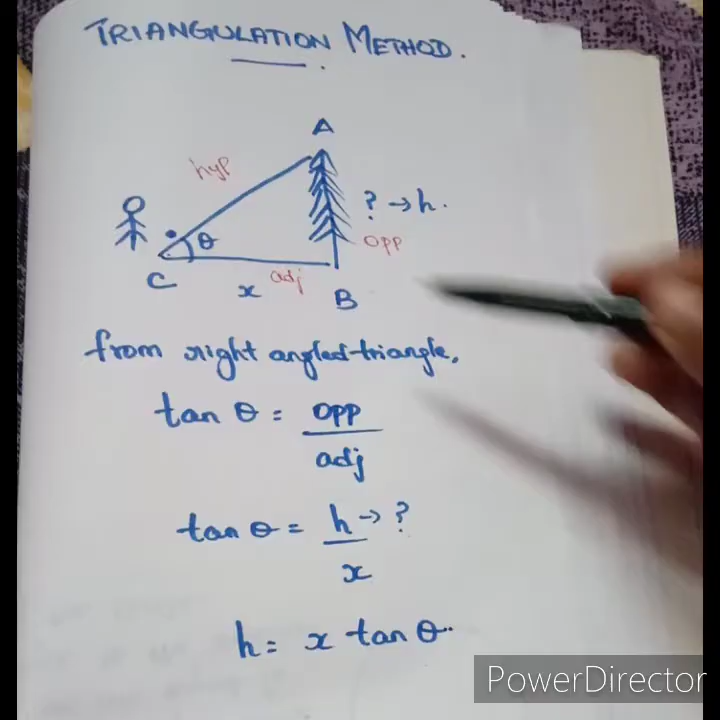 TRIANGULATION METHOD.
A
hyp
? → h.
θ
opp
C
adj
x
B
from right angled triangle,
tan θ = opp
adj
tan θ = h → ?
x
h = x tan θ
PowerDirector